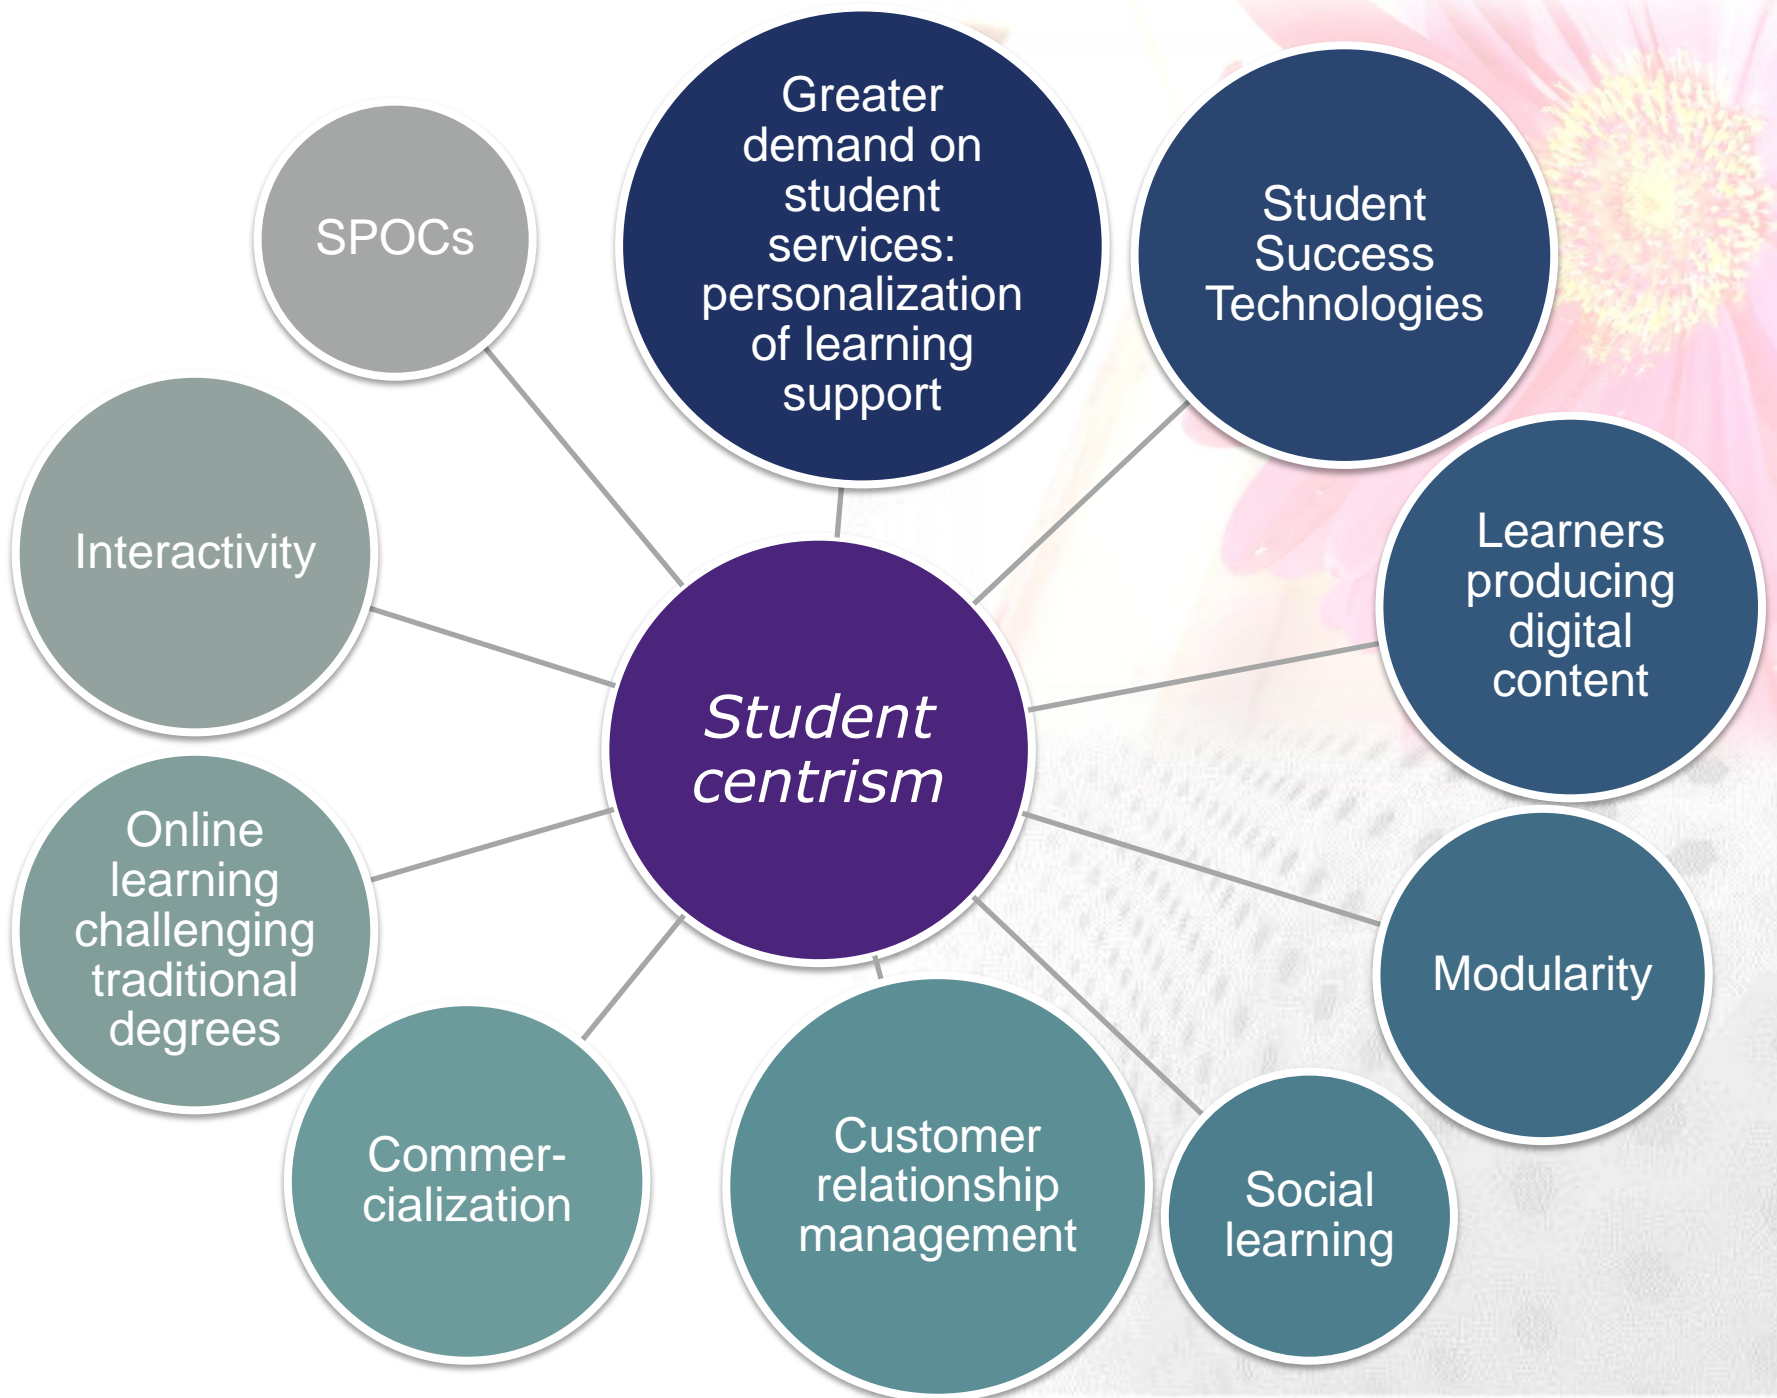 Greater
demand on
student
services:
personalization
of learning
support
Student
Success
Technologies
Learners
producing
digital
content
Modularity
Social
learning
Customer
relationship
management
Commer-
cialization
Online
learning
challenging
traditional
degrees
Interactivity
SPOCs
Student
centrism